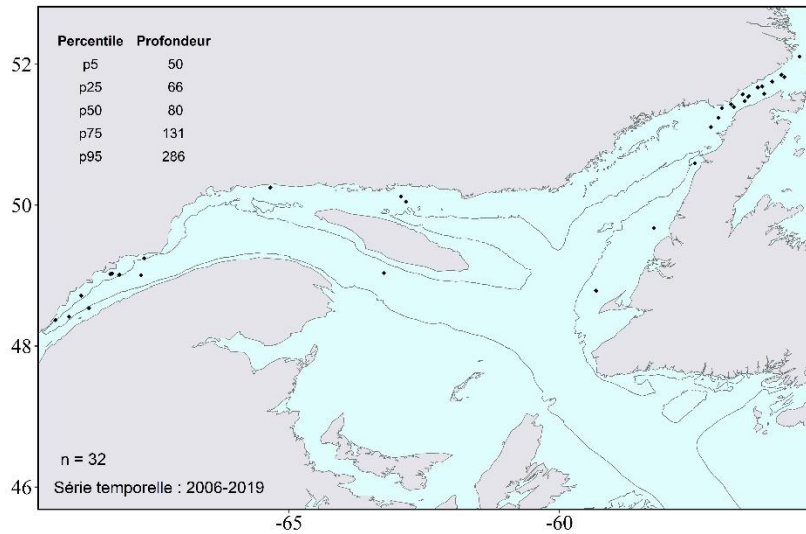 Percentile Profondeur
p5 50
p25 66
p50 80
p75 131
p95 286
52
50
48
46
n = 32
Série temporelle : 2006-2019
-65 -60